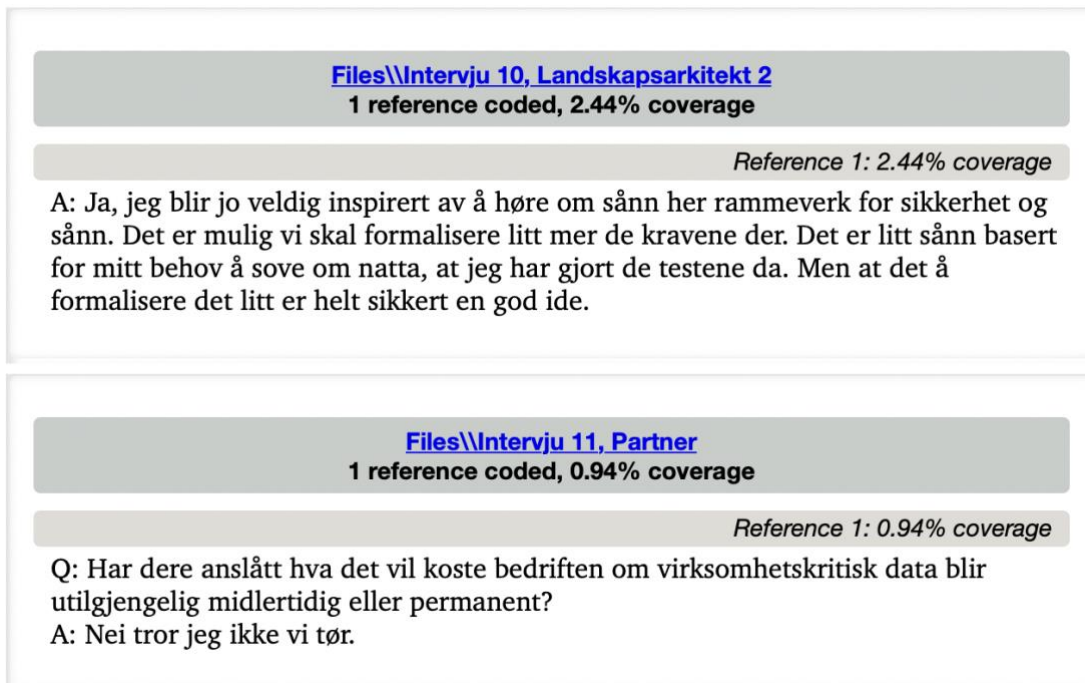 Files\\Intervju 10, Landskapsarkitekt 2
1 reference coded, 2.44% coverage
Reference 1: 2.44% coverage
A: Ja, jeg blir jo veldig inspirert av å høre om sånn her rammeverk for sikkerhet og
sånn. Det er mulig vi skal formalisere litt mer de kravene der. Det er litt sånn basert
for mitt behov å sove om natta, at jeg har gjort de testene da. Men at det å
formalisere det litt er helt sikkert en god ide.
Files\\Intervju 11, Partner
1 reference coded, 0.94% coverage
Reference 1: 0.94% coverage
Q: Har dere anslått hva det vil koste bedriften om virksomhetskritisk data blir
utilgjengelig midlertidig eller permanent?
A: Nei tror jeg ikke vi tør.